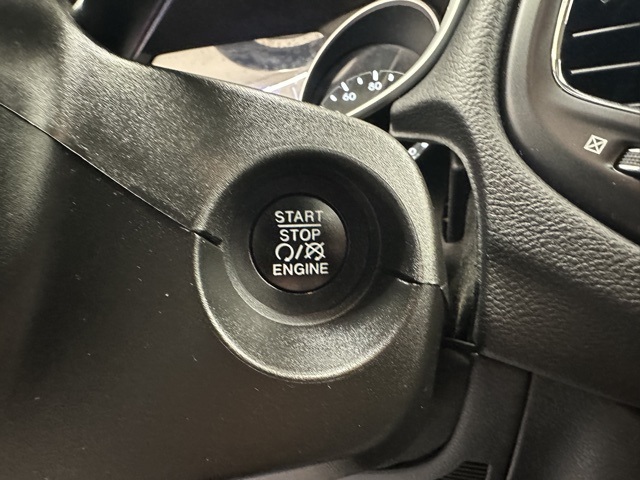 60 80
START
STOP
/
ENGINE